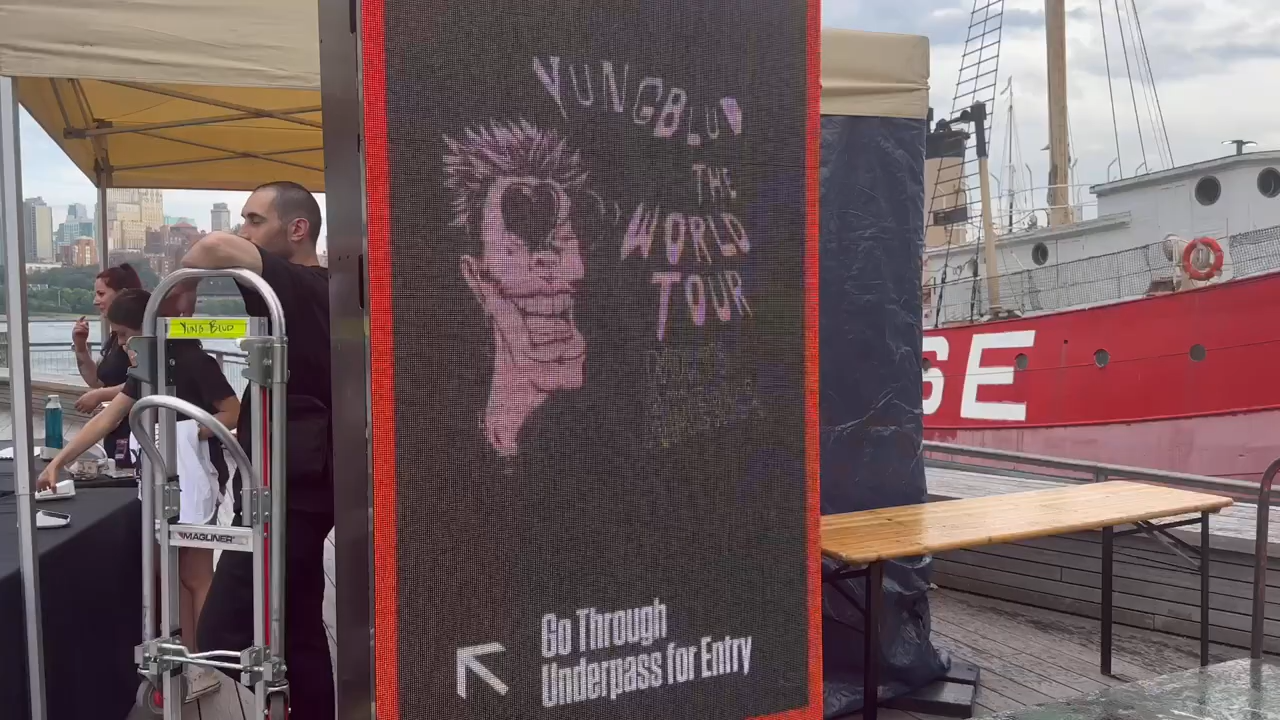 YUNGBLUD
THE
WORLD
TOUR
Go Through
Underpass for Entry
YUNG BLUD
MAGLINER
SE